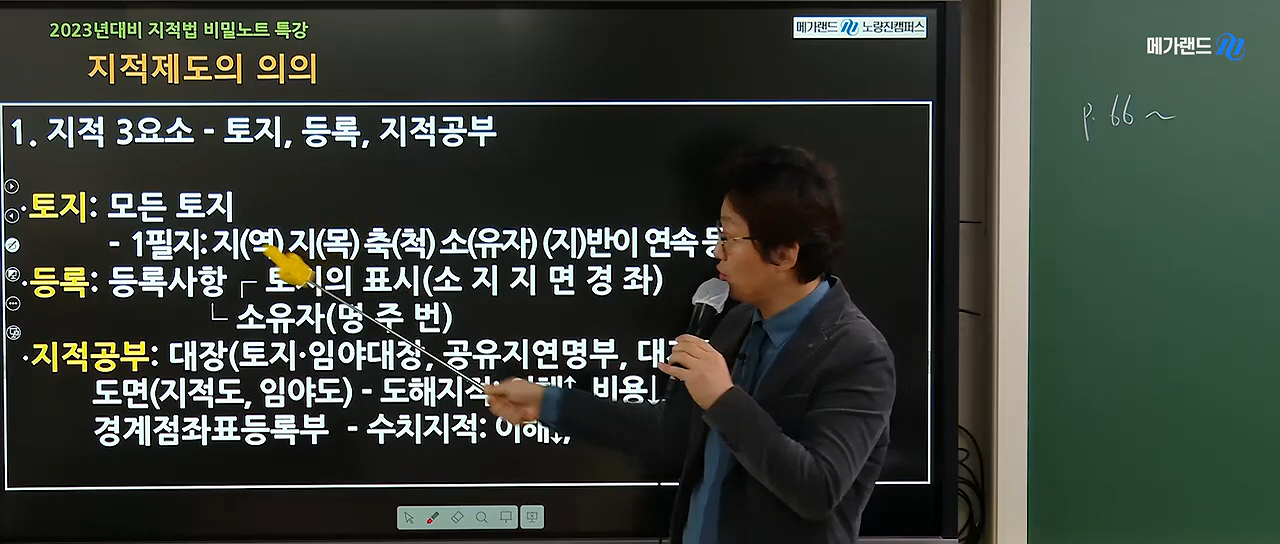 2023년대비 지적법 비밀노트 특강
메가랜드 노량진캠퍼스
메가랜드
지적제도의 의의
p. 66 ~
1. 지적 3요소 - 토지, 등록, 지적공부
·토지: 모든 토지
- 1필지: 지(역) 지(목) 축(척) 소(유자) (지)반이 연속 등
·등록: 등록사항 ┌ 토지의 표시(소 지 지 면 경 좌)
└ 소유자(명 주 번)
·지적공부: 대장(토지·임야대장, 공유지연명부,
도면(지적도, 임야도) - 도해지적: 이해↑, 비용↓,
경계점좌표등록부 - 수치지적: 이해↓,